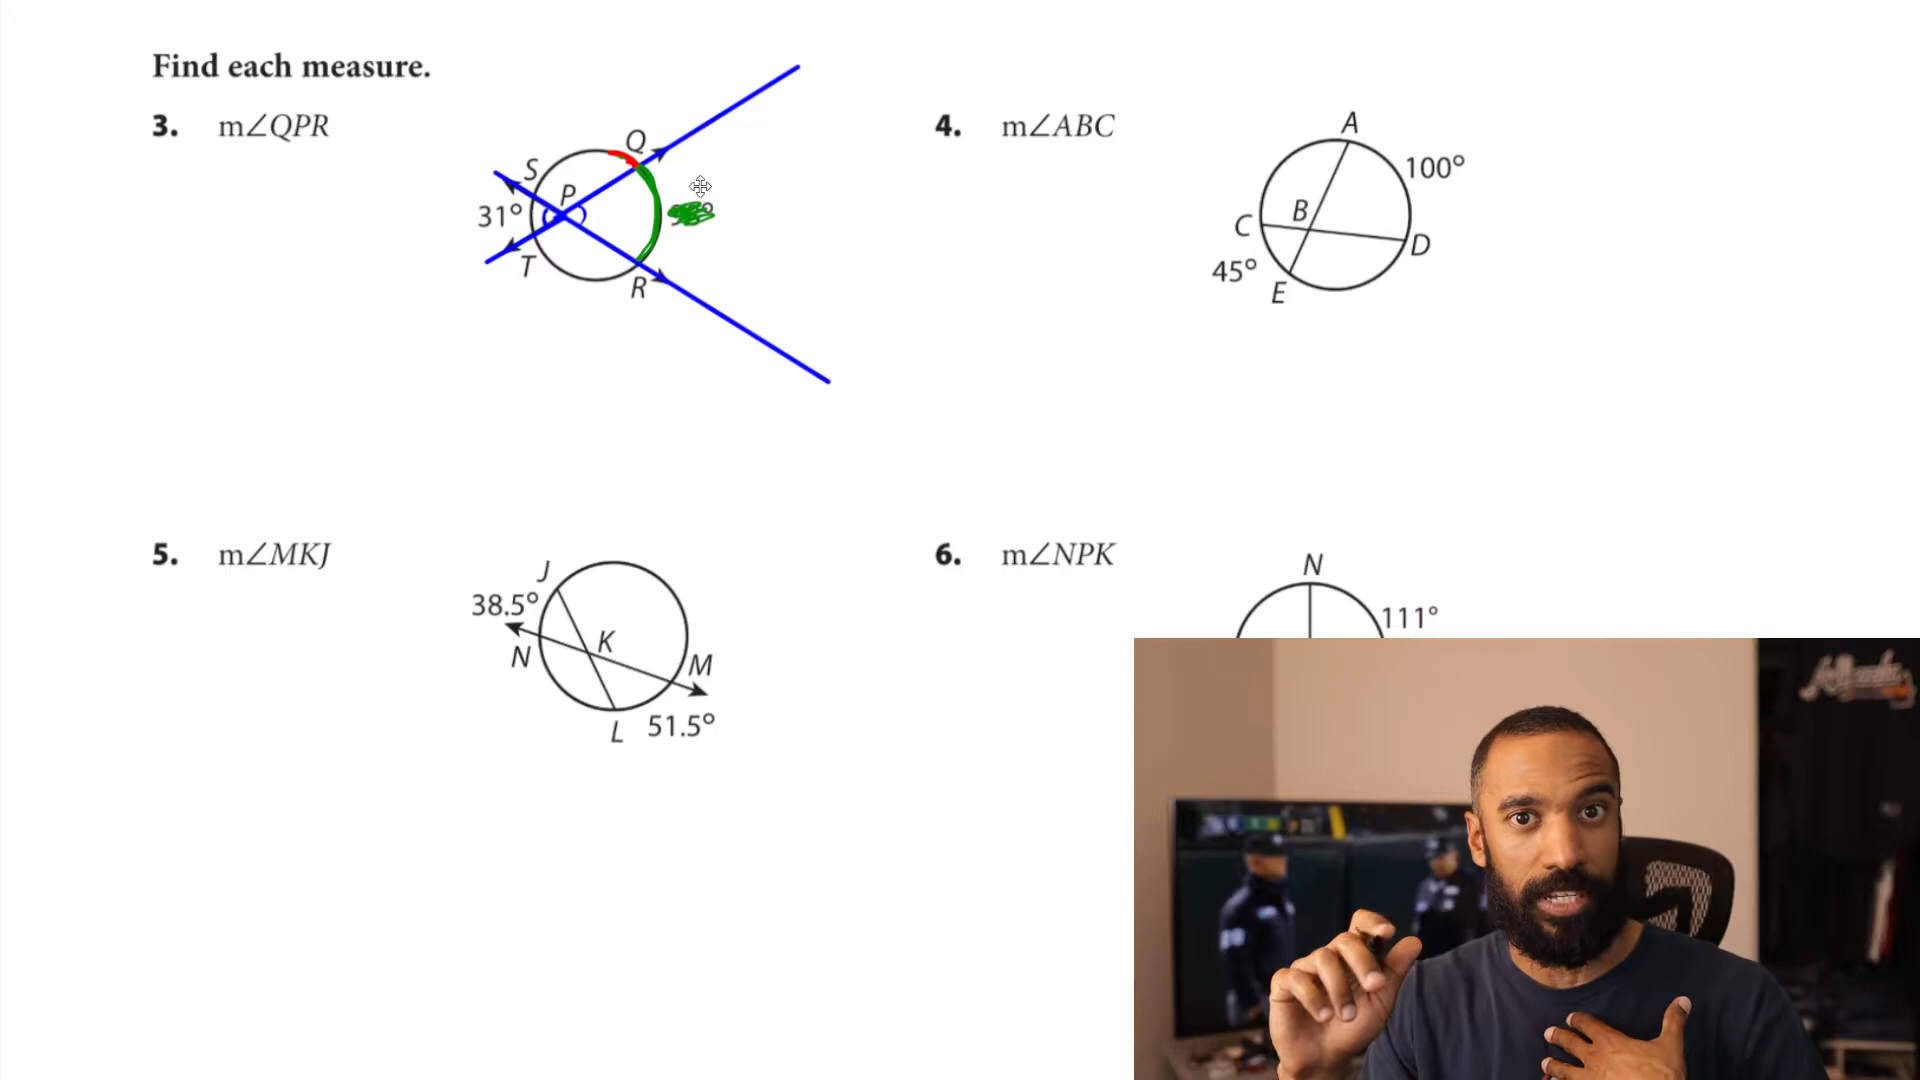 Find each measure.
3. m∠QPR
Q
S
P
31°
T
R
4. m∠ABC
A
100°
B
C
D
45°
E
5. m∠MKJ
J
38.5°
K
N
M
L 51.5°
6. m∠NPK
N
111°